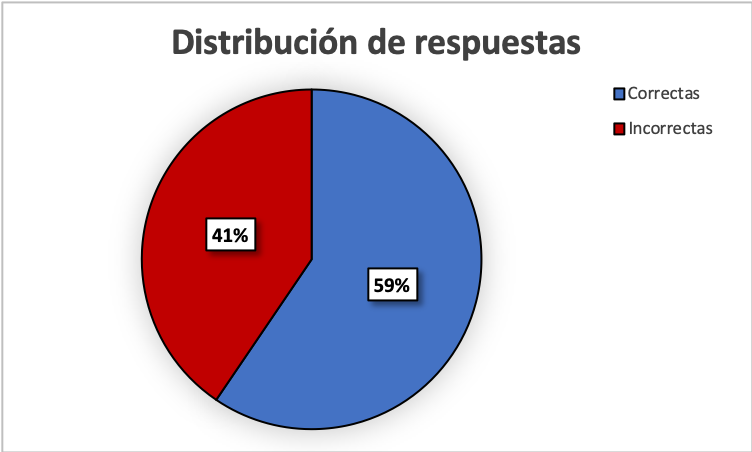 Distribución de respuestas
Correctas
Incorrectas
41%
59%